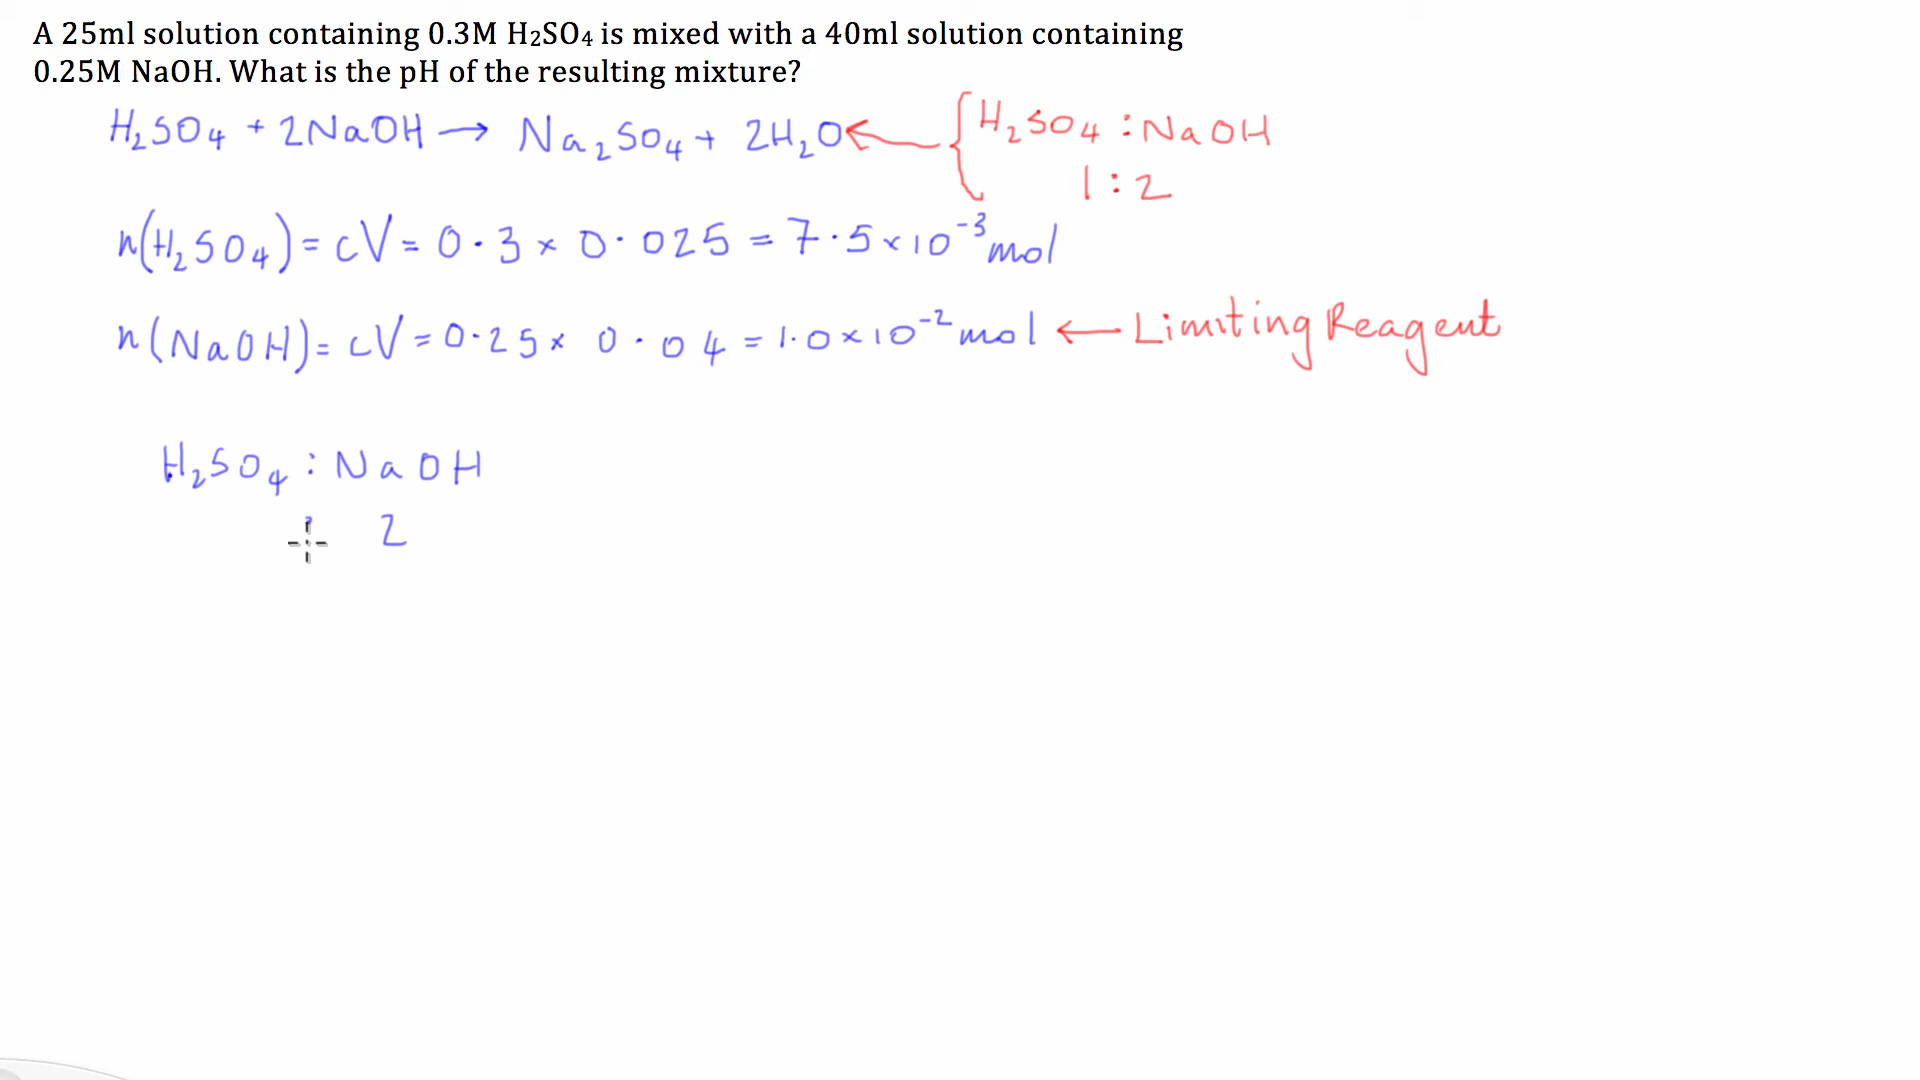 A 25ml solution containing 0.3M H₂SO₄ is mixed with a 40ml solution containing
0.25M NaOH. What is the pH of the resulting mixture?
H₂SO₄ + 2NaOH → Na₂SO₄ + 2H₂O ← { H₂SO₄ : NaOH
1 : 2
n(H₂SO₄) = cV = 0.3 × 0.025 = 7.5 × 10⁻³ mol
n(NaOH) = cV = 0.25 × 0.04 = 1.0 × 10⁻² mol ← Limiting Reagent
H₂SO₄ : NaOH
2